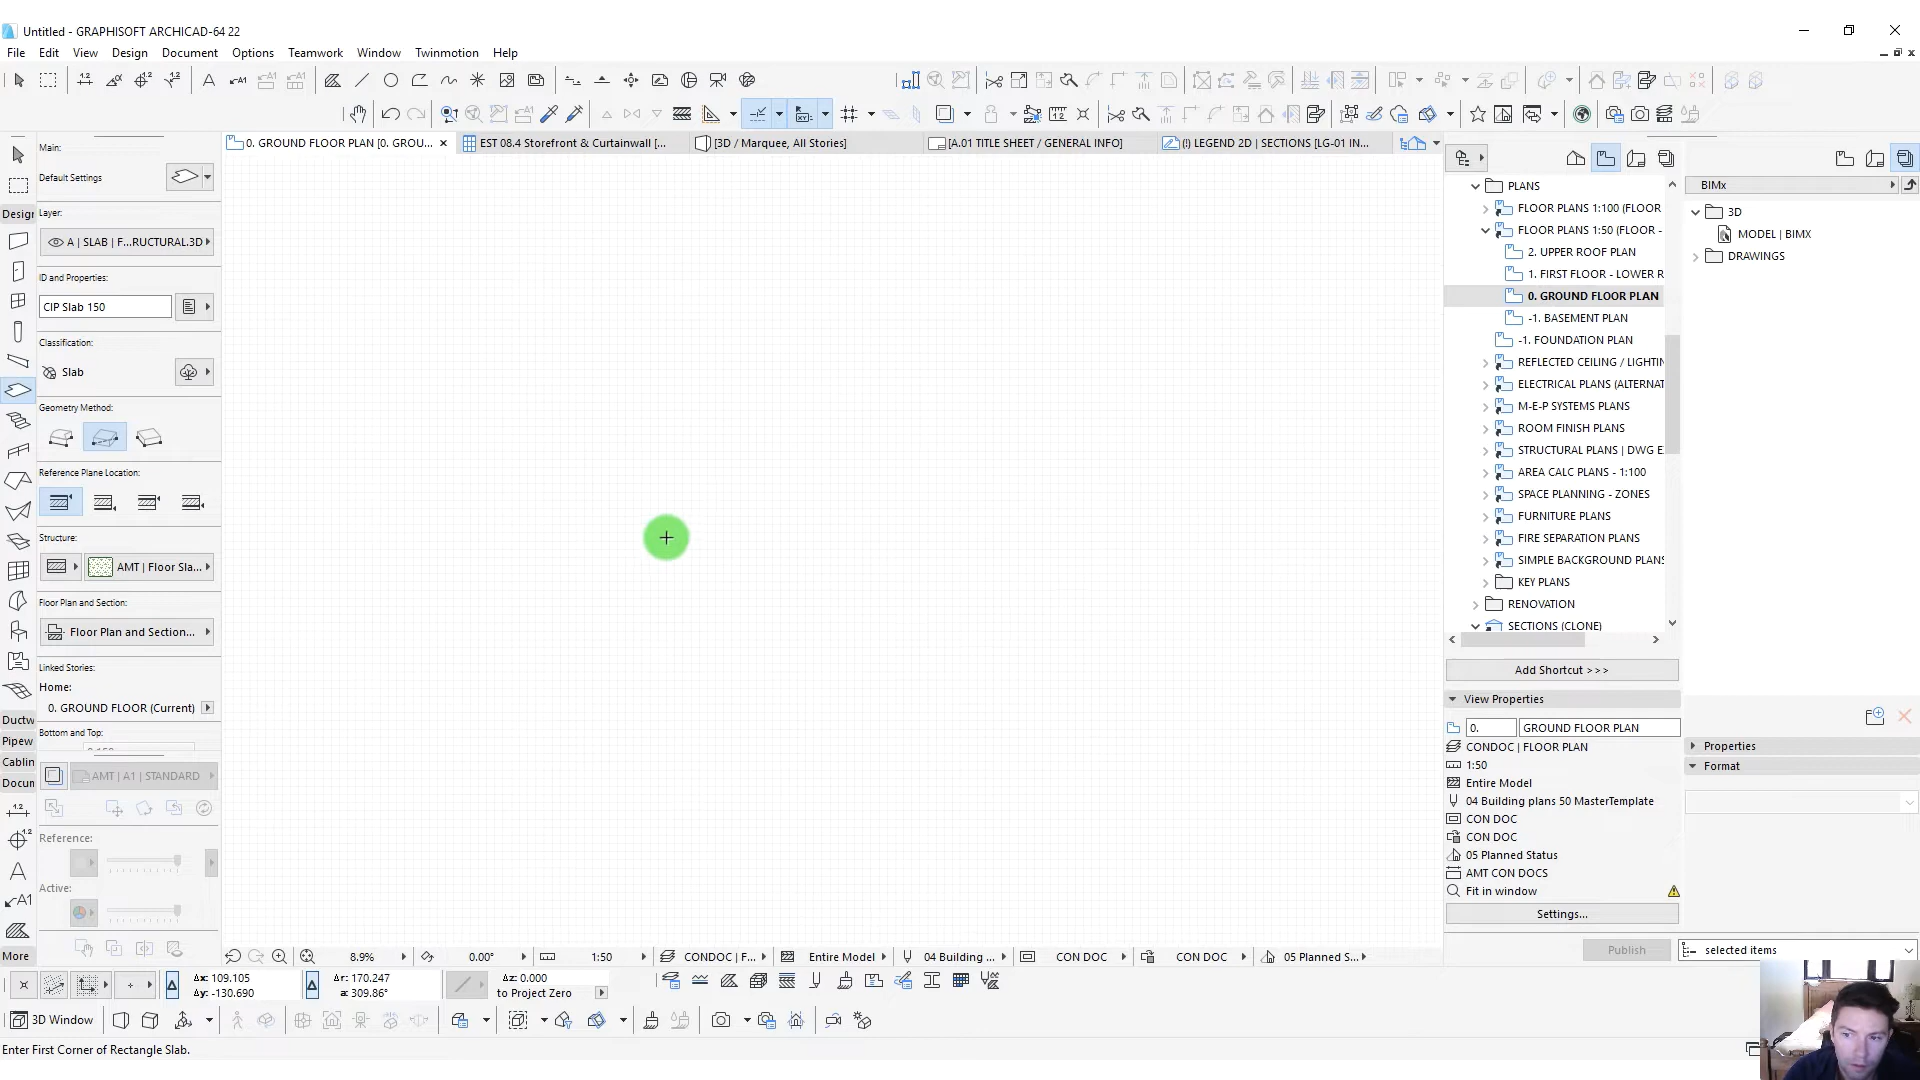 Untitled - GRAPHISOFT ARCHICAD-64 22
File Edit View Design Document Options Teamwork Window Twinmotion Help
0. GROUND FLOOR PLAN [0. GROU...
EST 08.4 Storefront & Curtainwall [...
[3D / Marquee, All Stories]
[A.01 TITLE SHEET / GENERAL INFO]
(!) LEGEND 2D | SECTIONS [LG-01 IN...
Main:
Default Settings
Desigr
Layer:
A | SLAB | F...RUCTURAL.3D
ID and Properties:
CIP Slab 150
Classification:
Slab
Geometry Method:
Reference Plane Location:
Structure:
AMT | Floor Sla...
Floor Plan and Section:
Floor Plan and Section...
Linked Stories:
Home:
0. GROUND FLOOR (Current)
Ductw
Bottom and Top:
Pipew
Cablin
AMT | A1 | STANDARD
Docun
Reference:
Active:
More
PLANS
FLOOR PLANS 1:100 (FLOOR
FLOOR PLANS 1:50 (FLOOR -
2. UPPER ROOF PLAN
1. FIRST FLOOR - LOWER R
0. GROUND FLOOR PLAN
-1. BASEMENT PLAN
-1. FOUNDATION PLAN
REFLECTED CEILING / LIGHTIN
ELECTRICAL PLANS (ALTERNAT
M-E-P SYSTEMS PLANS
ROOM FINISH PLANS
STRUCTURAL PLANS | DWG E
AREA CALC PLANS - 1:100
SPACE PLANNING - ZONES
FURNITURE PLANS
FIRE SEPARATION PLANS
SIMPLE BACKGROUND PLANS
KEY PLANS
RENOVATION
SECTIONS (CLONE)
Add Shortcut >>>
View Properties
0. GROUND FLOOR PLAN
CONDOC | FLOOR PLAN
1:50
Entire Model
04 Building plans 50 MasterTemplate
CON DOC
CON DOC
05 Planned Status
AMT CON DOCS
Fit in window
Settings...
BIMx
3D
MODEL | BIMX
DRAWINGS
Properties
Format
Publish
selected items
8.9% 0.00° 1:50 CONDOC | F... Entire Model 04 Building ... CON DOC CON DOC 05 Planned S...
Δx: 109.105 Δr: 170.247 Δz: 0.000
Δy: -130.690 a: 309.86° to Project Zero
3D Window
Enter First Corner of Rectangle Slab.